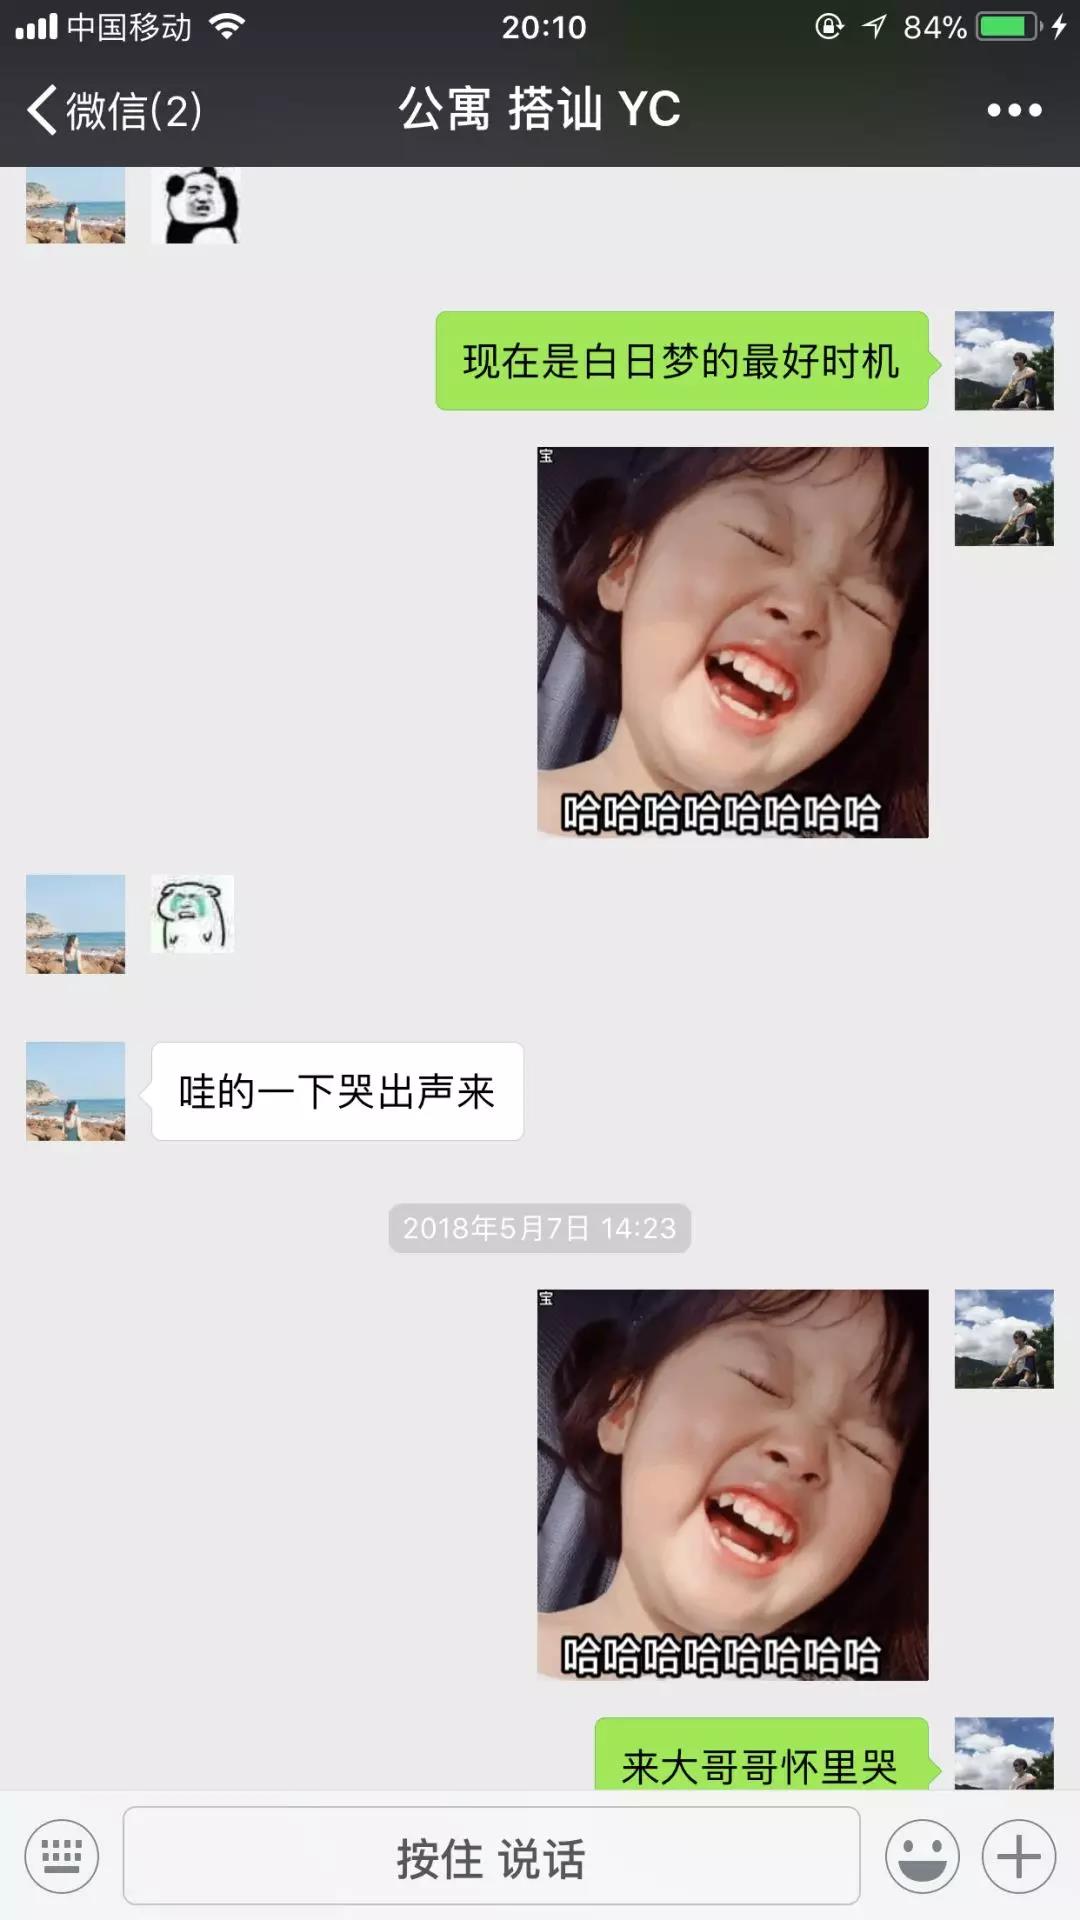 中国移动 20:10 84%
微信(2) 公寓 搭讪 YC
现在是白日梦的最好时机
宝
哈哈哈哈哈哈哈哈
哇的一下哭出声来
2018年5月7日 14:23
宝
哈哈哈哈哈哈哈哈
来大哥哥怀里哭
按住 说话